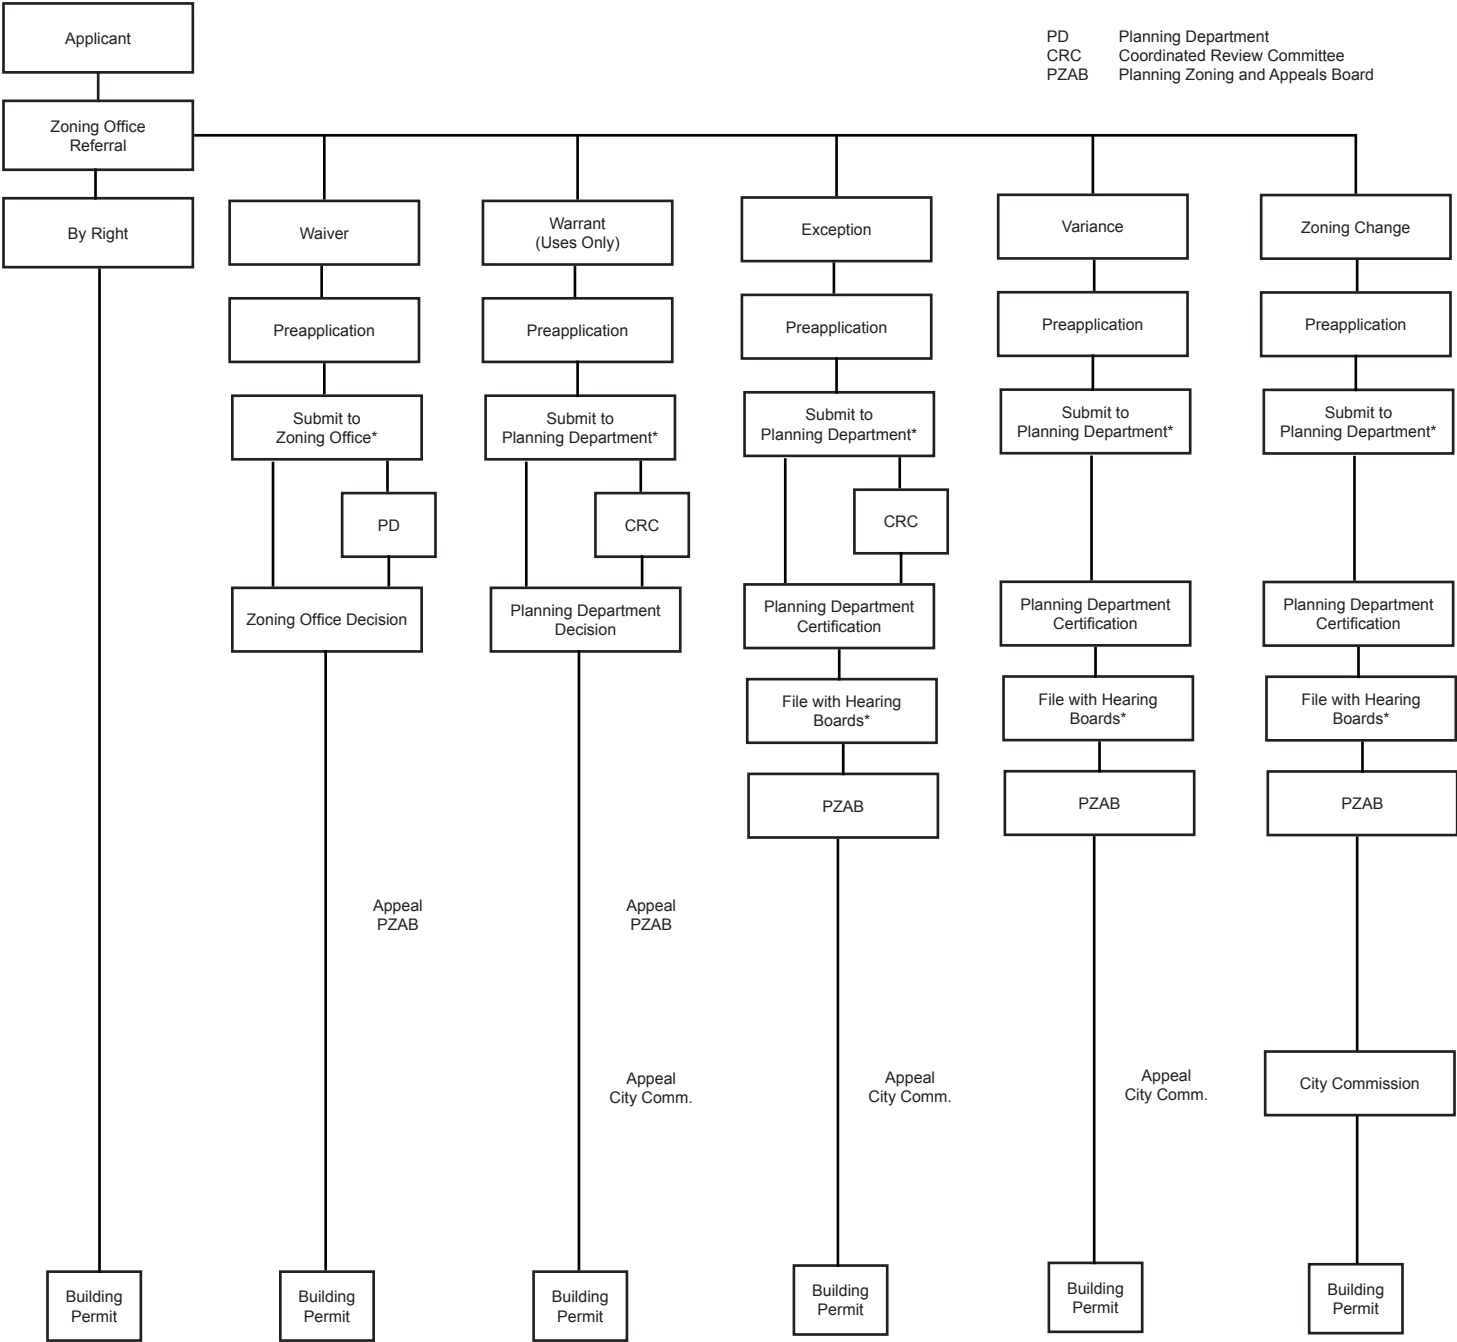 Applicant
PD Planning Department
CRC Coordinated Review Committee
PZAB Planning Zoning and Appeals Board
Zoning Office
Referral
By Right
Waiver
Warrant
(Uses Only)
Exception
Variance
Zoning Change
Preapplication
Preapplication
Preapplication
Preapplication
Preapplication
Submit to
Zoning Office*
Submit to
Planning Department*
Submit to
Planning Department*
Submit to
Planning Department*
Submit to
Planning Department*
PD
CRC
CRC
Zoning Office Decision
Planning Department
Decision
Planning Department
Certification
Planning Department
Certification
Planning Department
Certification
File with Hearing
Boards*
File with Hearing
Boards*
File with Hearing
Boards*
PZAB
PZAB
PZAB
Appeal
PZAB
Appeal
PZAB
Appeal
City Comm.
Appeal
City Comm.
Appeal
City Comm.
City Commission
Building
Permit
Building
Permit
Building
Permit
Building
Permit
Building
Permit
Building
Permit